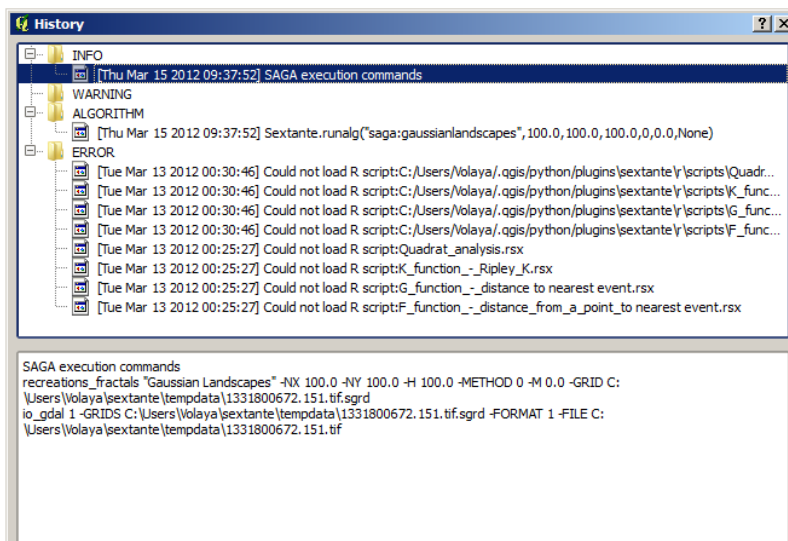 History
INFO
[Thu Mar 15 2012 09:37:52] SAGA execution commands
WARNING
ALGORITHM
[Thu Mar 15 2012 09:37:52] Sextante.runalg("saga:gaussianlandscapes",100.0,100.0,100.0,0,0.0,None)
ERROR
[Tue Mar 13 2012 00:30:46] Could not load R script:C:/Users/Volaya/.qgis/python/plugins\sextante\r\scripts\Quadr...
[Tue Mar 13 2012 00:30:46] Could not load R script:C:/Users/Volaya/.qgis/python/plugins\sextante\r\scripts\K_func...
[Tue Mar 13 2012 00:30:46] Could not load R script:C:/Users/Volaya/.qgis/python/plugins\sextante\r\scripts\G_func...
[Tue Mar 13 2012 00:30:46] Could not load R script:C:/Users/Volaya/.qgis/python/plugins\sextante\r\scripts\F_func...
[Tue Mar 13 2012 00:25:27] Could not load R script:Quadrat_analysis.rsx
[Tue Mar 13 2012 00:25:27] Could not load R script:K_function_-_Ripley_K.rsx
[Tue Mar 13 2012 00:25:27] Could not load R script:G_function_-_distance to nearest event.rsx
[Tue Mar 13 2012 00:25:27] Could not load R script:F_function_-_distance_from_a_point_to nearest event.rsx
SAGA execution commands
recreations_fractals "Gaussian Landscapes" -NX 100.0 -NY 100.0 -H 100.0 -METHOD 0 -M 0.0 -GRID C:
\Users\Volaya\sextante\tempdata\1331800672.151.tif.sgrd
io_gdal 1 -GRIDS C:\Users\Volaya\sextante\tempdata\1331800672.151.tif.sgrd -FORMAT 1 -FILE C:
\Users\Volaya\sextante\tempdata\1331800672.151.tif